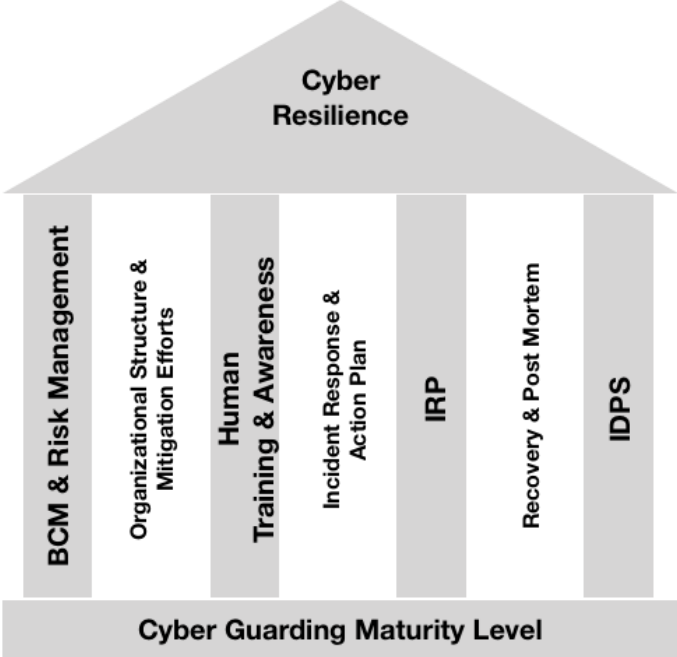 Cyber
Resilience
BCM & Risk Management
Organizational Structure &
Mitigation Efforts
Human
Training & Awareness
Incident Response &
Action Plan
IRP
Recovery & Post Mortem
IDPS
Cyber Guarding Maturity Level